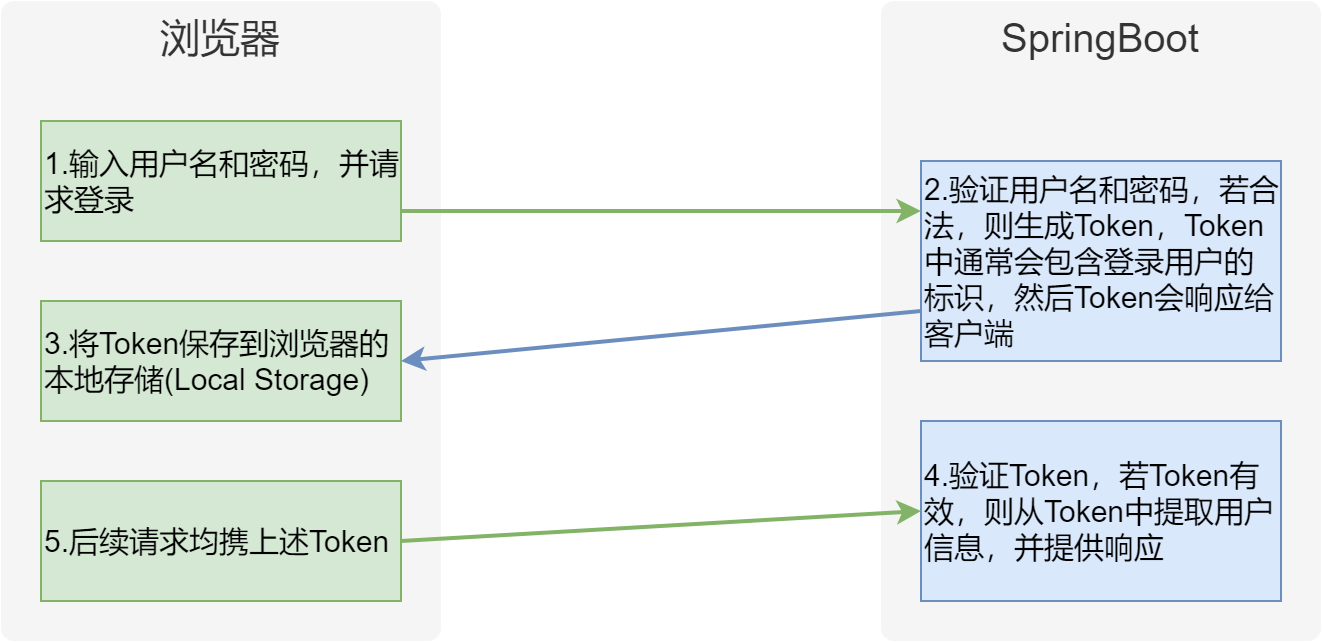 浏览器
SpringBoot
1.输入用户名和密码，并请
求登录
2.验证用户名和密码，若合
法，则生成Token，Token
中通常会包含登录用户的
标识，然后Token会响应给
客户端
3.将Token保存到浏览器的
本地存储(Local Storage)
4.验证Token，若Token有
效，则从Token中提取用户
信息，并提供响应
5.后续请求均携上述Token